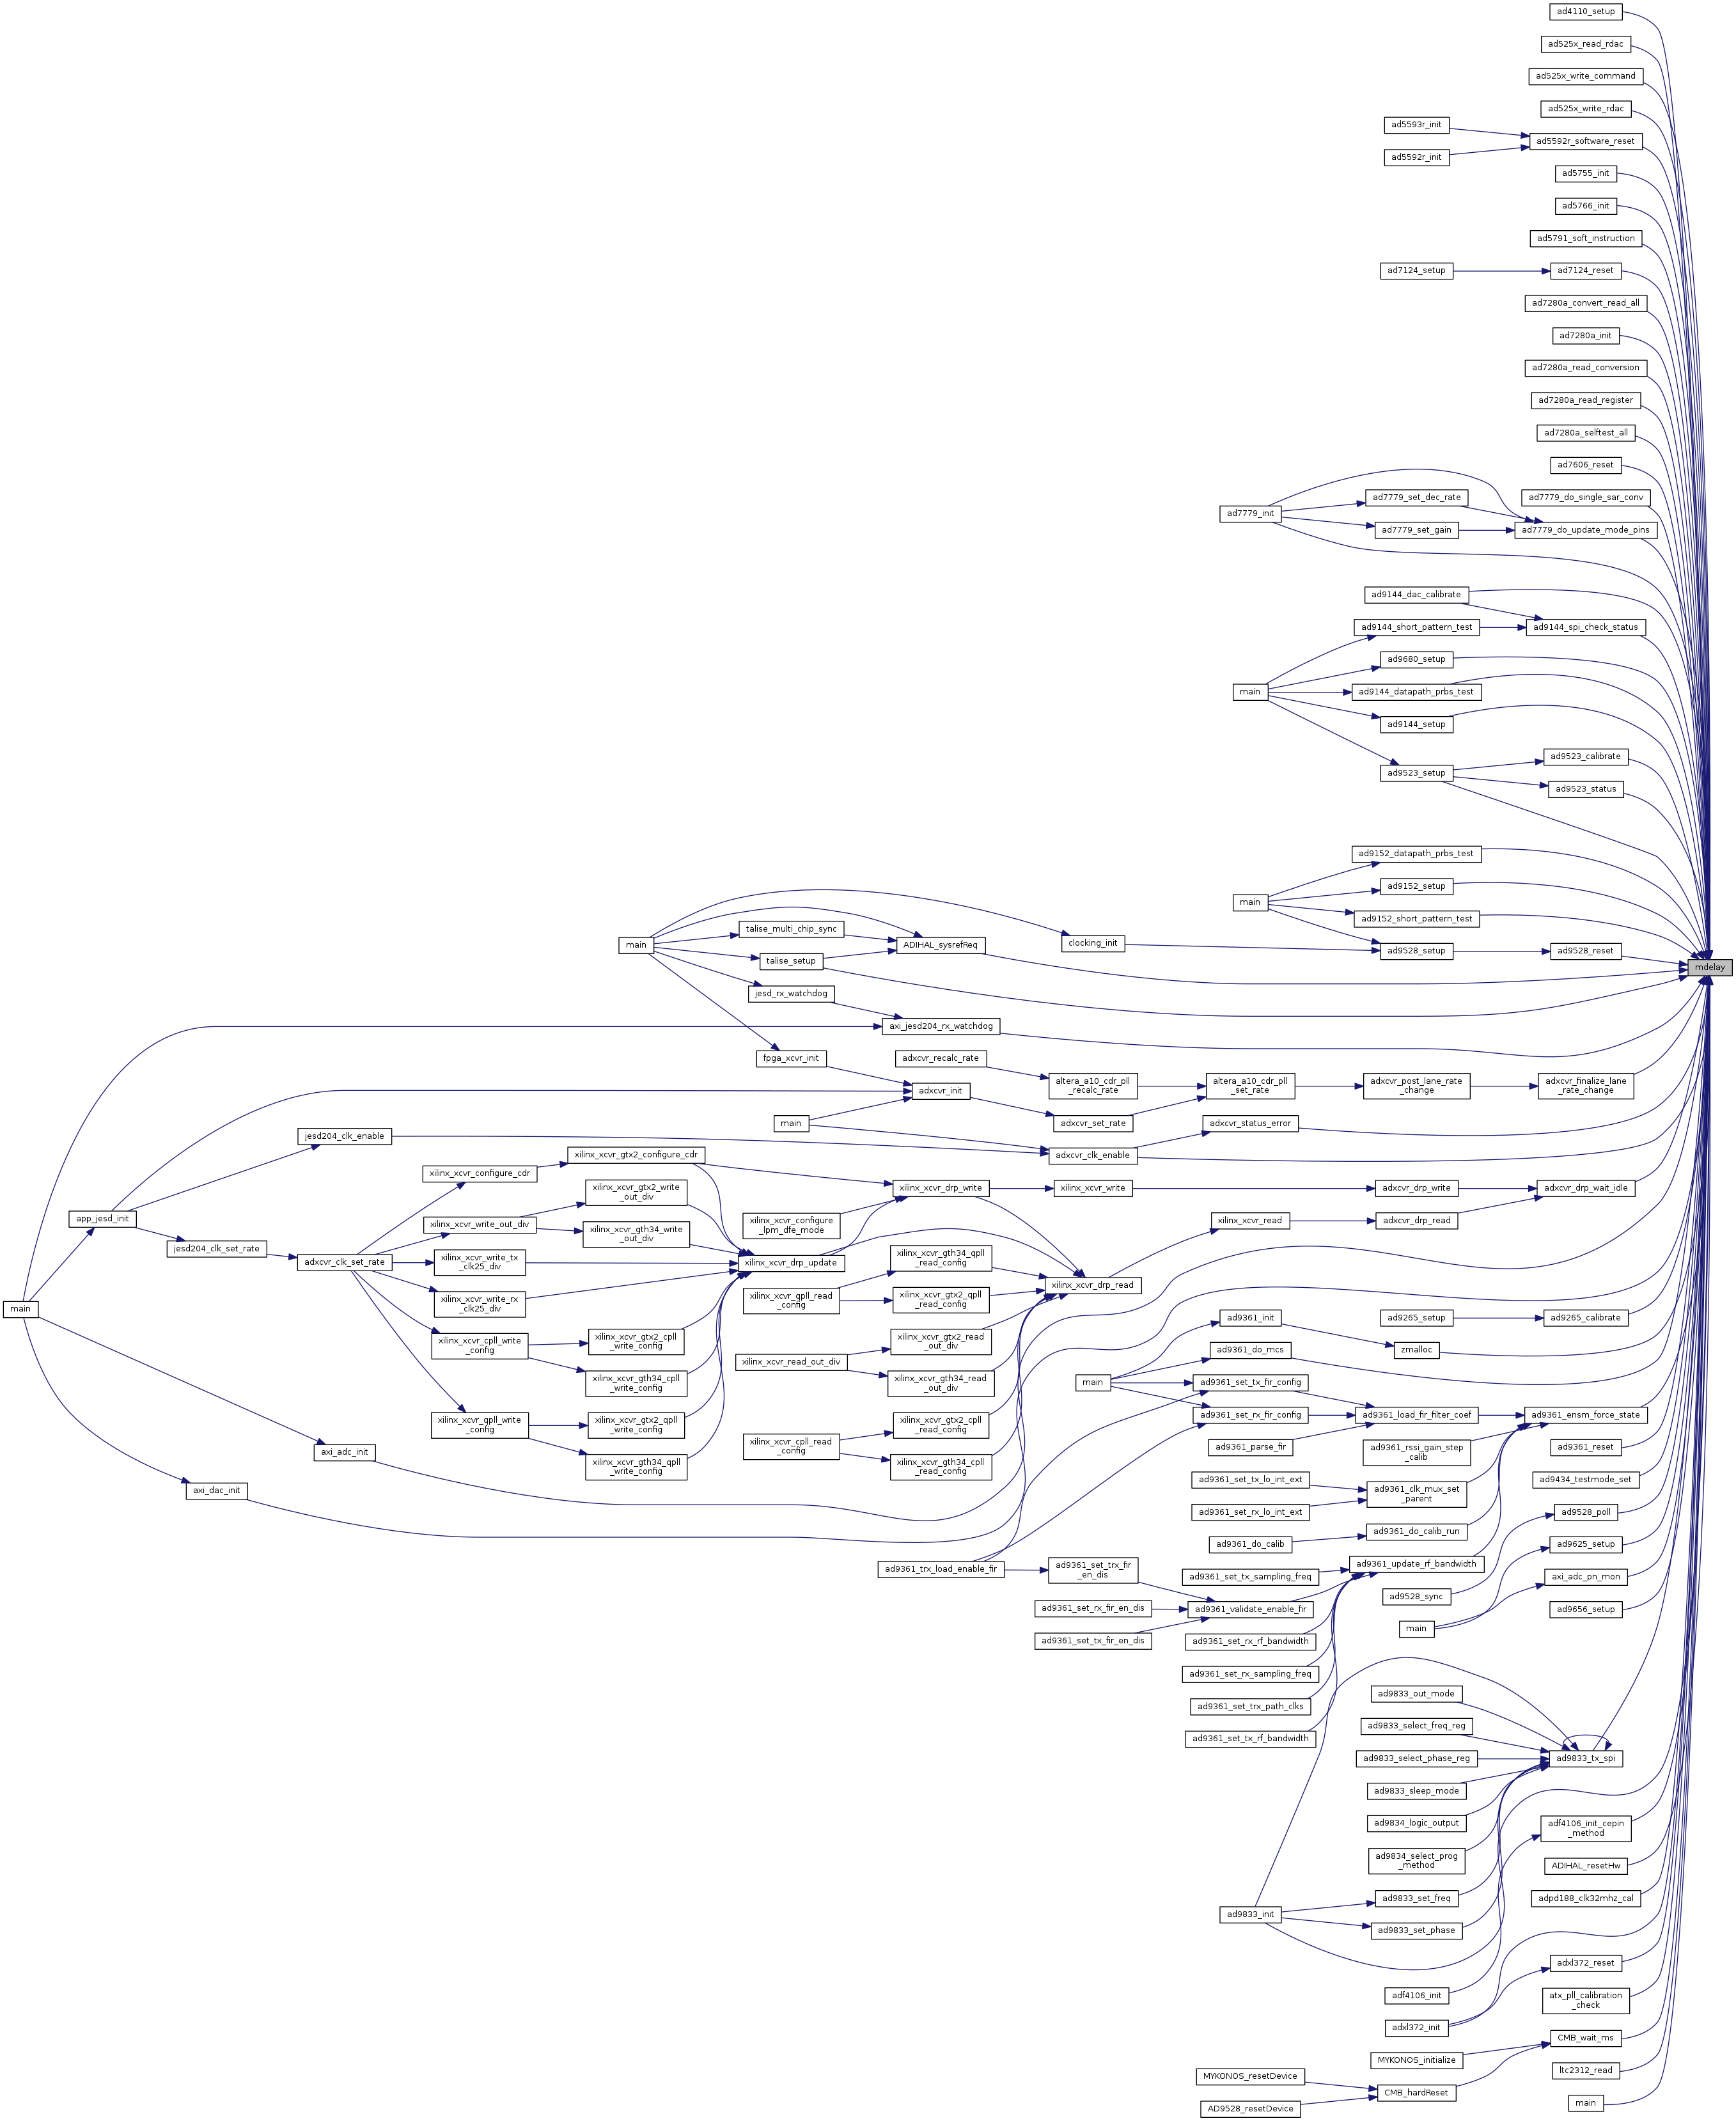 ad4110_setup
ad525x_read_rdac
ad525x_write_command
ad525x_write_rdac
ad5593r_init
ad5592r_software_reset
ad5592r_init
ad5755_init
ad5766_init
ad5791_soft_instruction
ad7124_setup
ad7124_reset
ad7280a_convert_read_all
ad7280a_init
ad7280a_read_conversion
ad7280a_read_register
ad7280a_selftest_all
ad7606_reset
ad7779_set_dec_rate
ad7779_do_single_sar_conv
ad7779_init
ad7779_set_gain
ad7779_do_update_mode_pins
ad9144_dac_calibrate
ad9144_short_pattern_test
ad9144_spi_check_status
ad9680_setup
main
ad9144_datapath_prbs_test
ad9144_setup
ad9523_calibrate
ad9523_setup
ad9523_status
ad9152_datapath_prbs_test
ad9152_setup
main
ad9152_short_pattern_test
talise_multi_chip_sync
main
ADIHAL_sysrefReq
clocking_init
ad9528_setup
ad9528_reset
talise_setup
mdelay
jesd_rx_watchdog
axi_jesd204_rx_watchdog
fpga_xcvr_init
adxcvr_recalc_rate
altera_a10_cdr_pll
_recalc_rate
altera_a10_cdr_pll
_set_rate
adxcvr_post_lane_rate
_change
adxcvr_finalize_lane
_rate_change
adxcvr_init
main
adxcvr_set_rate
adxcvr_status_error
jesd204_clk_enable
adxcvr_clk_enable
xilinx_xcvr_gtx2_configure_cdr
xilinx_xcvr_configure_cdr
xilinx_xcvr_gtx2_write
_out_div
xilinx_xcvr_drp_write
xilinx_xcvr_write
adxcvr_drp_write
adxcvr_drp_wait_idle
app_jesd_init
xilinx_xcvr_write_out_div
xilinx_xcvr_gth34_write
_out_div
xilinx_xcvr_configure
_lpm_dfe_mode
xilinx_xcvr_read
adxcvr_drp_read
jesd204_clk_set_rate
adxcvr_clk_set_rate
xilinx_xcvr_write_tx
_clk25_div
xilinx_xcvr_drp_update
xilinx_xcvr_gth34_qpll
_read_config
xilinx_xcvr_drp_read
main
xilinx_xcvr_write_rx
_clk25_div
xilinx_xcvr_qpll_read
_config
xilinx_xcvr_gtx2_qpll
_read_config
ad9361_init
ad9265_setup
ad9265_calibrate
xilinx_xcvr_cpll_write
_config
xilinx_xcvr_gtx2_cpll
_write_config
xilinx_xcvr_gtx2_read
_out_div
ad9361_do_mcs
zmalloc
xilinx_xcvr_read_out_div
xilinx_xcvr_gth34_cpll
_write_config
xilinx_xcvr_gth34_read
_out_div
main
ad9361_set_tx_fir_config
xilinx_xcvr_qpll_write
_config
xilinx_xcvr_gtx2_qpll
_write_config
xilinx_xcvr_gtx2_cpll
_read_config
ad9361_set_rx_fir_config
ad9361_load_fir_filter_coef
ad9361_ensm_force_state
xilinx_xcvr_cpll_read
_config
ad9361_parse_fir
ad9361_rssi_gain_step
_calib
ad9361_reset
axi_adc_init
xilinx_xcvr_gth34_qpll
_write_config
xilinx_xcvr_gth34_cpll
_read_config
ad9361_set_tx_lo_int_ext
ad9434_testmode_set
axi_dac_init
ad9361_clk_mux_set
_parent
ad9361_set_rx_lo_int_ext
ad9528_poll
ad9361_do_calib
ad9361_do_calib_run
ad9625_setup
ad9361_trx_load_enable_fir
ad9361_set_trx_fir
_en_dis
ad9361_update_rf_bandwidth
ad9361_set_tx_sampling_freq
axi_adc_pn_mon
ad9528_sync
ad9361_set_rx_fir_en_dis
ad9361_validate_enable_fir
ad9656_setup
main
ad9361_set_tx_fir_en_dis
ad9361_set_rx_rf_bandwidth
ad9361_set_rx_sampling_freq
ad9833_out_mode
ad9361_set_trx_path_clks
ad9833_select_freq_reg
ad9361_set_tx_rf_bandwidth
ad9833_select_phase_reg
ad9833_tx_spi
ad9833_sleep_mode
ad9834_logic_output
adf4106_init_cepin
_method
ad9834_select_prog
_method
ADIHAL_resetHw
ad9833_set_freq
adpd188_clk32mhz_cal
ad9833_init
ad9833_set_phase
adxl372_reset
adf4106_init
atx_pll_calibration
_check
adxl372_init
CMB_wait_ms
MYKONOS_initialize
ltc2312_read
MYKONOS_resetDevice
CMB_hardReset
main
AD9528_resetDevice